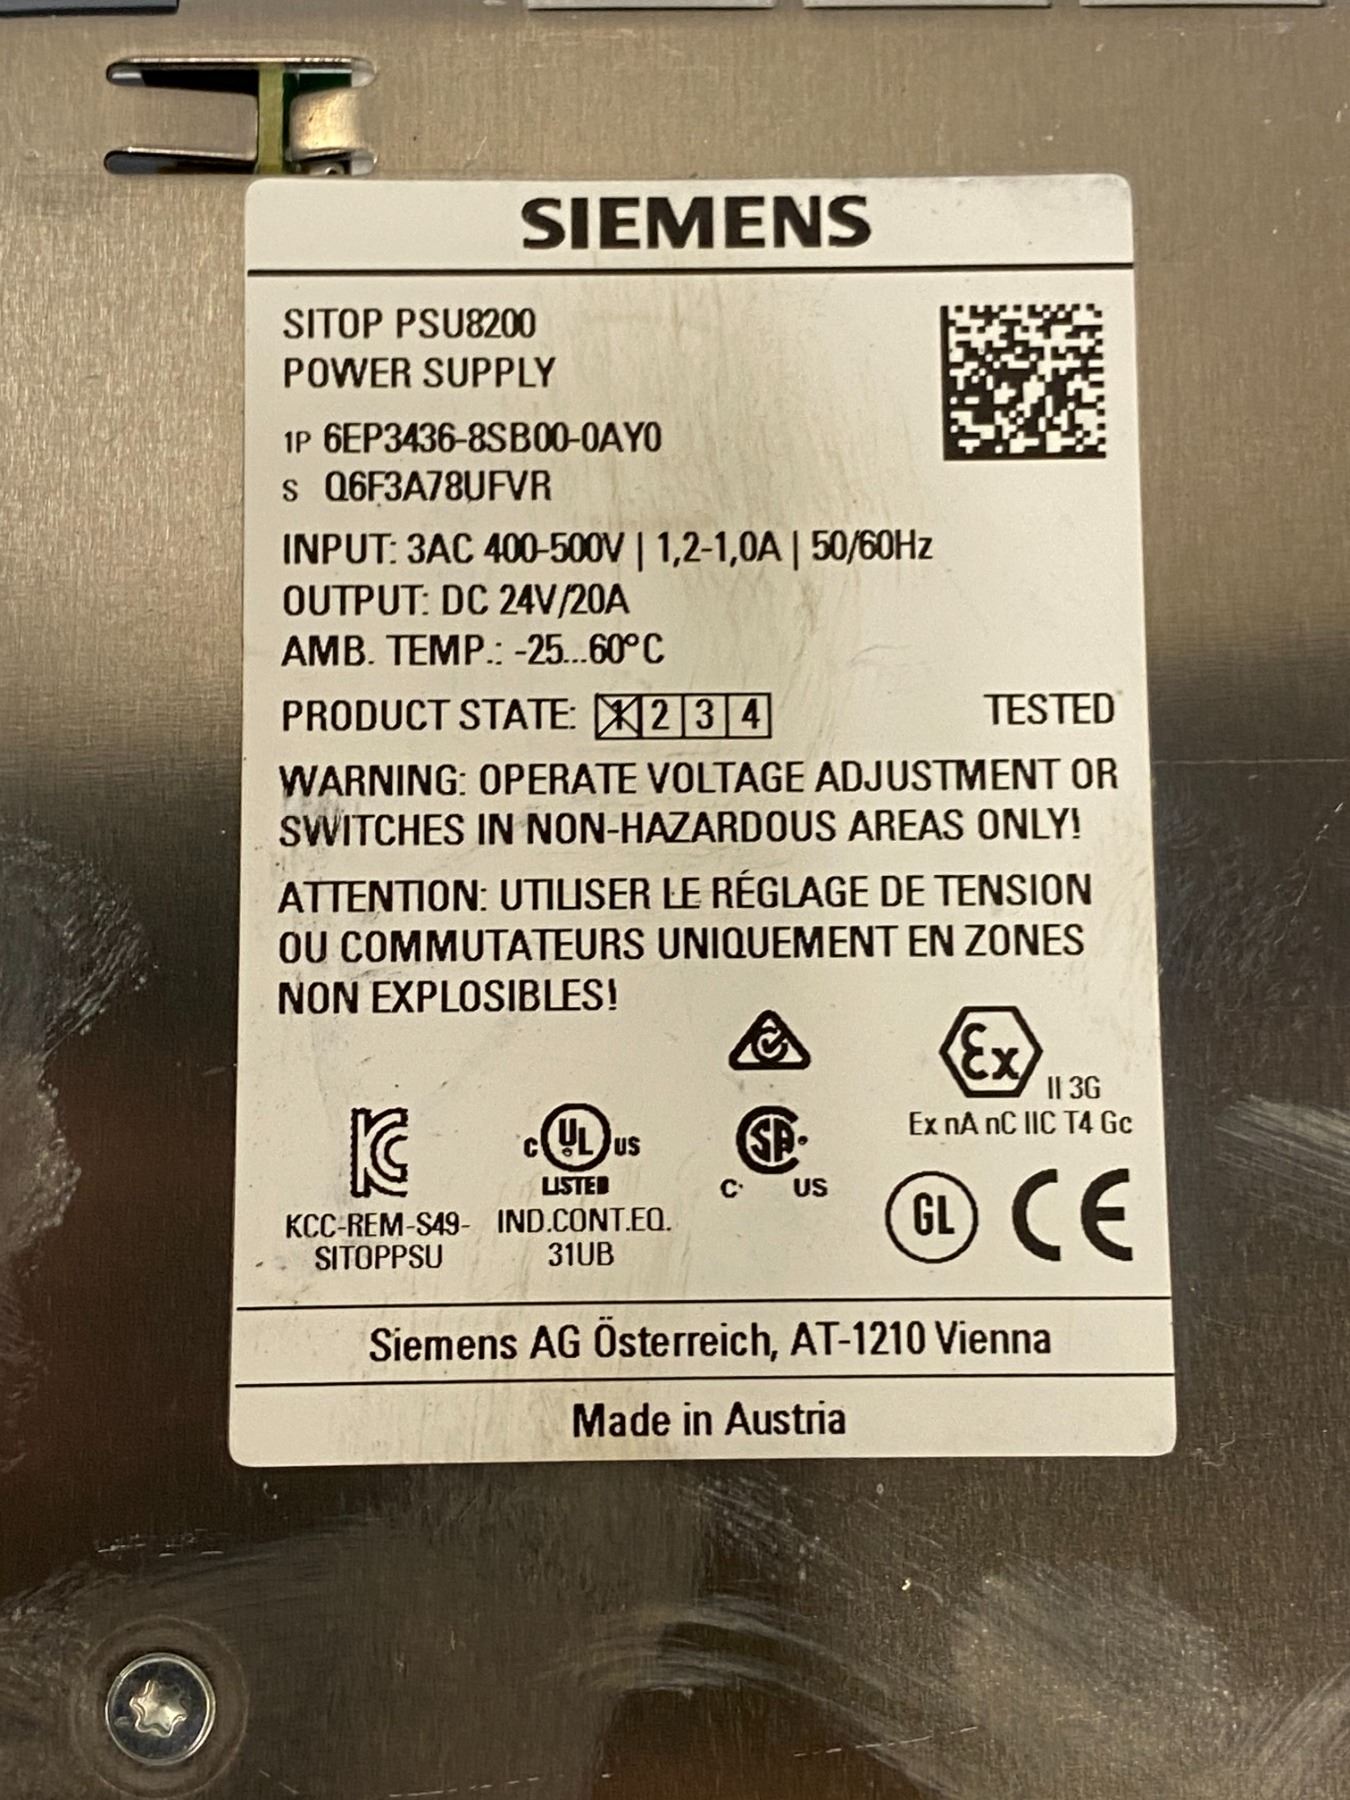 SIEMENS
SITOP PSU8200
POWER SUPPLY
1P 6EP3436-8SB00-0AY0
S Q6F3A78UFVR
INPUT: 3AC 400-500V | 1,2-1,0A | 50/60Hz
OUTPUT: DC 24V/20A
AMB. TEMP.: -25...60°C
PRODUCT STATE: 1 2 3 4 TESTED
WARNING: OPERATE VOLTAGE ADJUSTMENT OR
SWITCHES IN NON-HAZARDOUS AREAS ONLY!
ATTENTION: UTILISER LE RÉGLAGE DE TENSION
OU COMMUTATEURS UNIQUEMENT EN ZONES
NON EXPLOSIBLES!
Ex II 3G
Ex nA nC IIC T4 Gc
KC
KCC-REM-S49-
SITOPPSU
C UL US
LISTED
IND.CONT.EQ.
31UB
SA
C US
GL CE
Siemens AG Österreich, AT-1210 Vienna
Made in Austria